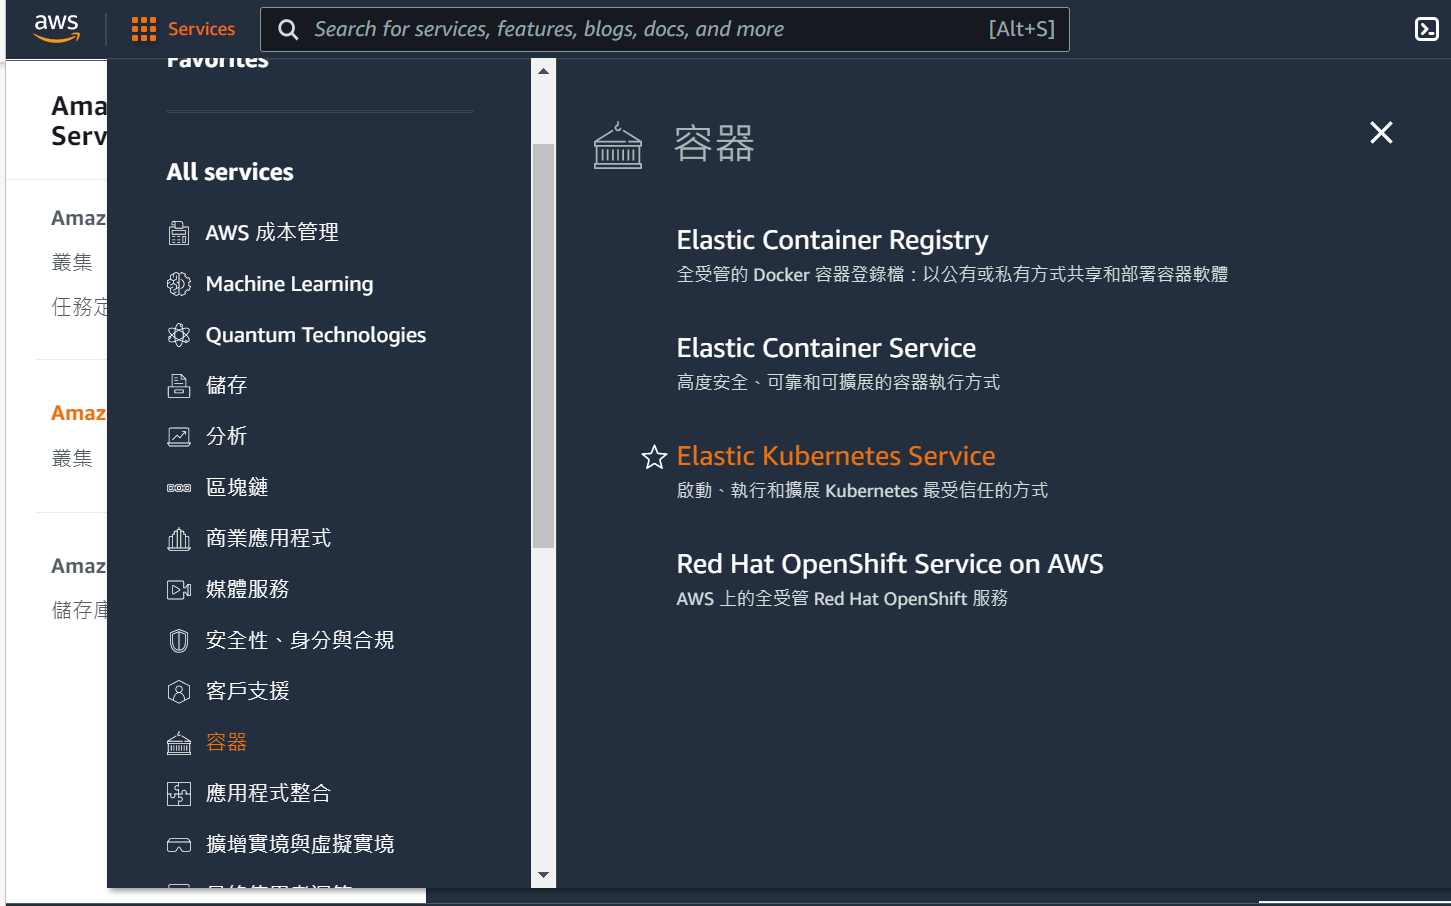 aws
Services
Search for services, features, blogs, docs, and more
[Alt+S]
Ama
Serv
Amaz
叢集
任務定
Amaz
叢集
Amaz
儲存庫
Favorites
All services
AWS 成本管理
Machine Learning
Quantum Technologies
儲存
分析
區塊鏈
商業應用程式
媒體服務
安全性、身分與合規
客戶支援
容器
應用程式整合
擴增實境與虛擬實境
容器
Elastic Container Registry
全受管的 Docker 容器登錄檔：以公有或私有方式共享和部署容器軟體
Elastic Container Service
高度安全、可靠和可擴展的容器執行方式
Elastic Kubernetes Service
啟動、執行和擴展 Kubernetes 最受信任的方式
Red Hat OpenShift Service on AWS
AWS 上的全受管 Red Hat OpenShift 服務